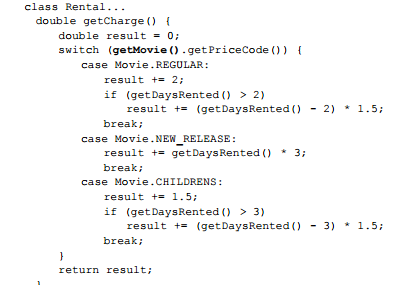 class Rental...
  double getCharge() {
    double result = 0;
    switch (getMovie().getPriceCode()) {
      case Movie.REGULAR:
        result += 2;
        if (getDaysRented() > 2)
          result += (getDaysRented() - 2) * 1.5;
        break;
      case Movie.NEW_RELEASE:
        result += getDaysRented() * 3;
        break;
      case Movie.CHILDRENS:
        result += 1.5;
        if (getDaysRented() > 3)
          result += (getDaysRented() - 3) * 1.5;
        break;
    }
    return result;
  }